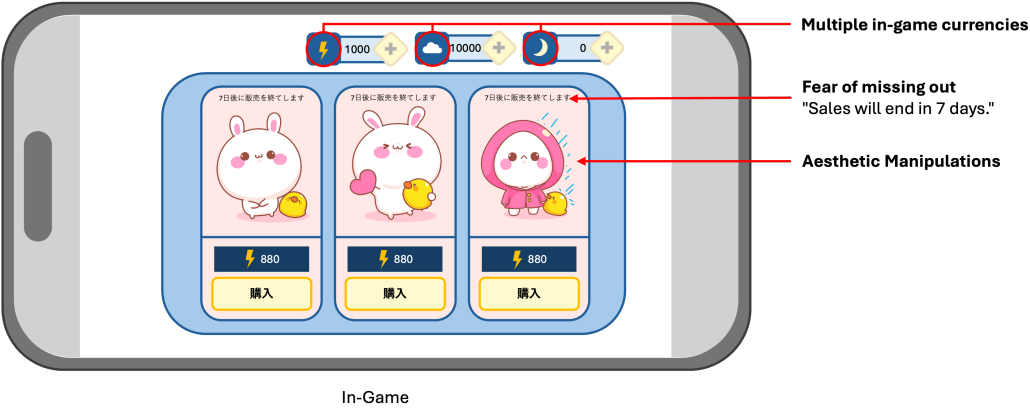 Multiple in-game currencies
1000
10000
0
Fear of missing out
"Sales will end in 7 days."
7日後に販売を終てします
7日後に販売を終てします
7日後に販売を終てします
Aesthetic Manipulations
880
880
880
購入
購入
購入
In-Game